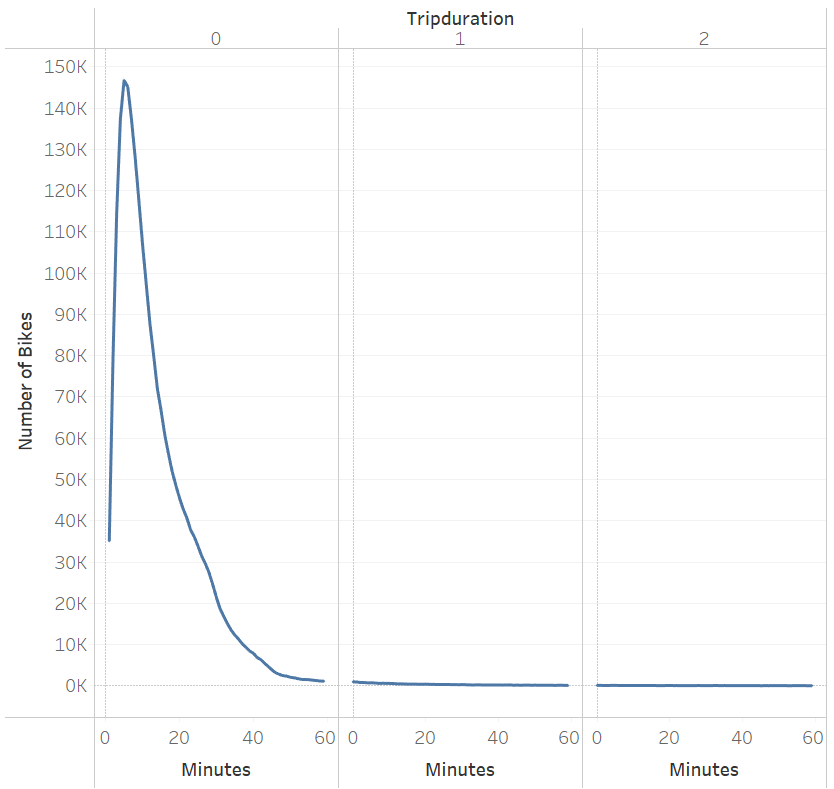 Tripduration
0 1 2
150K
140K
130K
120K
110K
100K
90K
80K
70K
60K
50K
40K
30K
20K
10K
0K
Number of Bikes
0 20 40 60 0 20 40 60 0 20 40 60
Minutes Minutes Minutes